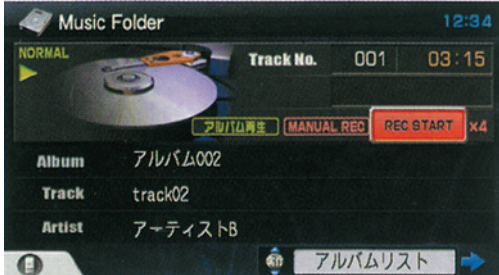 Music Folder 12:34
NORMAL
Track No. 001 03:15
アルバム再生 MANUAL REC REC START x4
Album アルバム002
Track track02
Artist アーティストB
アルバムリスト